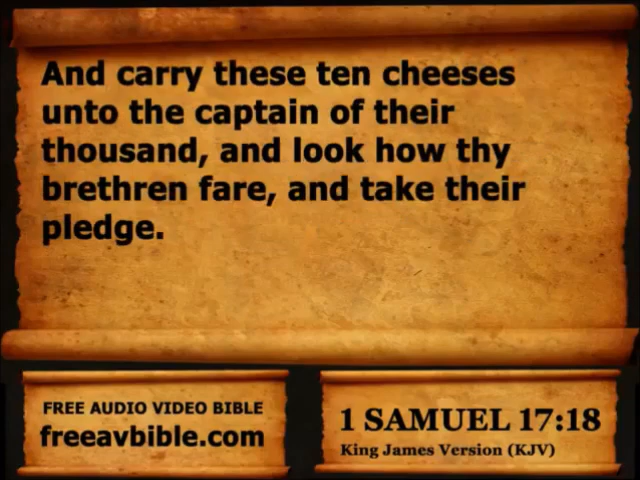 And carry these ten cheeses
unto the captain of their
thousand, and look how thy
brethren fare, and take their
pledge.
FREE AUDIO VIDEO BIBLE
freeavbible.com
1 SAMUEL 17:18
King James Version (KJV)